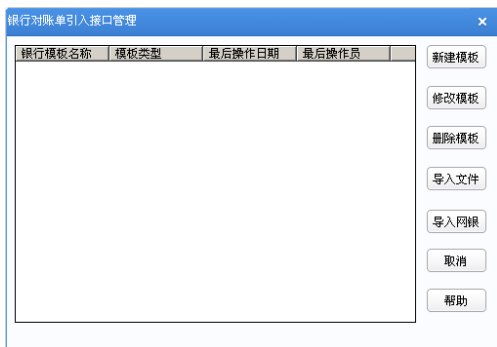 银行对账单引入接口管理
银行模板名称 模板类型 最后操作日期 最后操作员
新建模板
修改模板
删除模板
导入文件
导入网银
取消
帮助